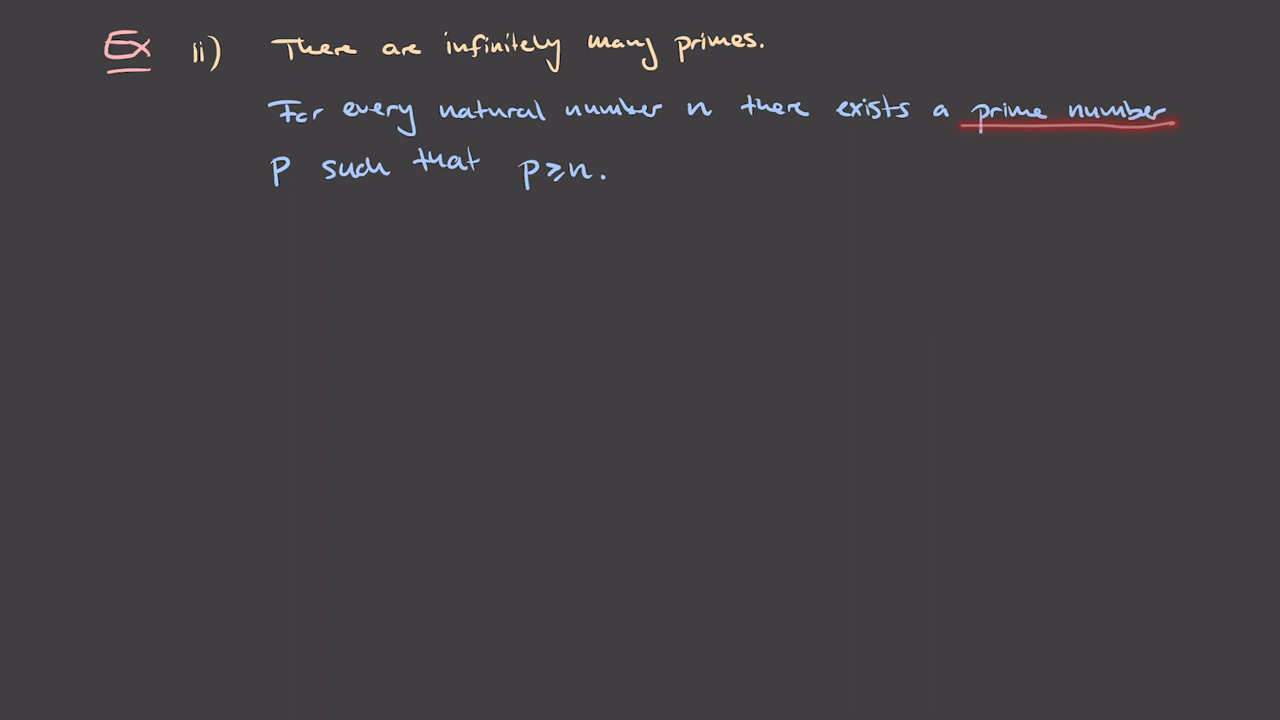 Ex ii) There are infinitely many primes.
For every natural number n there exists a prime number
p such that p ⩾ n.